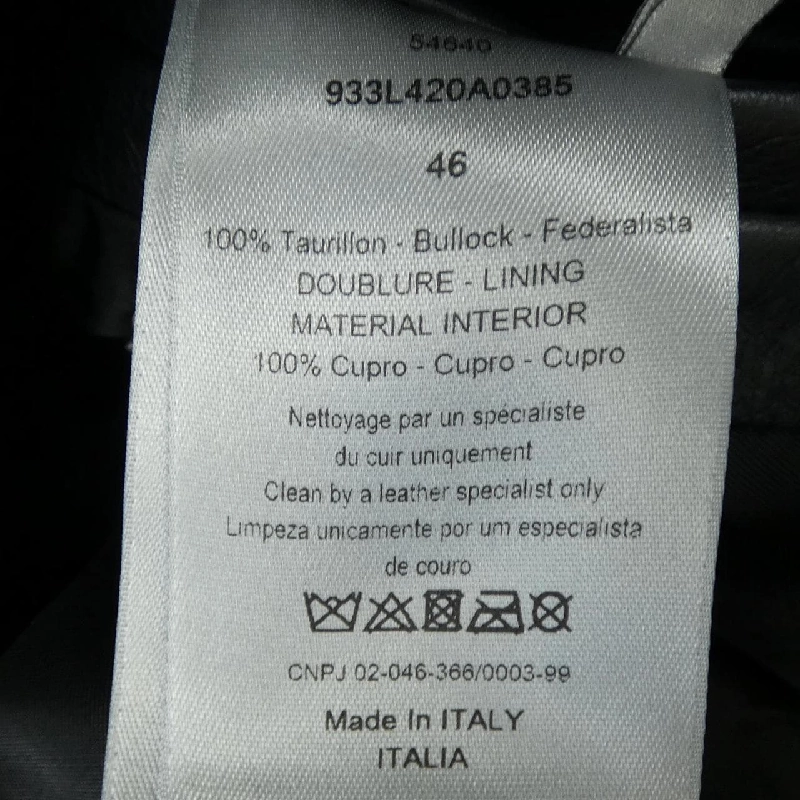 54640
933L420A0385
46
100% Taurillon - Bullock - Federalista
DOUBLURE - LINING
MATERIAL INTERIOR
100% Cupro - Cupro - Cupro
Nettoyage par un spécialiste
du cuir uniquement
Clean by a leather specialist only
Limpeza unicamente por um especialista
de couro
CNPJ 02-046-366/0003-99
Made In ITALY
ITALIA